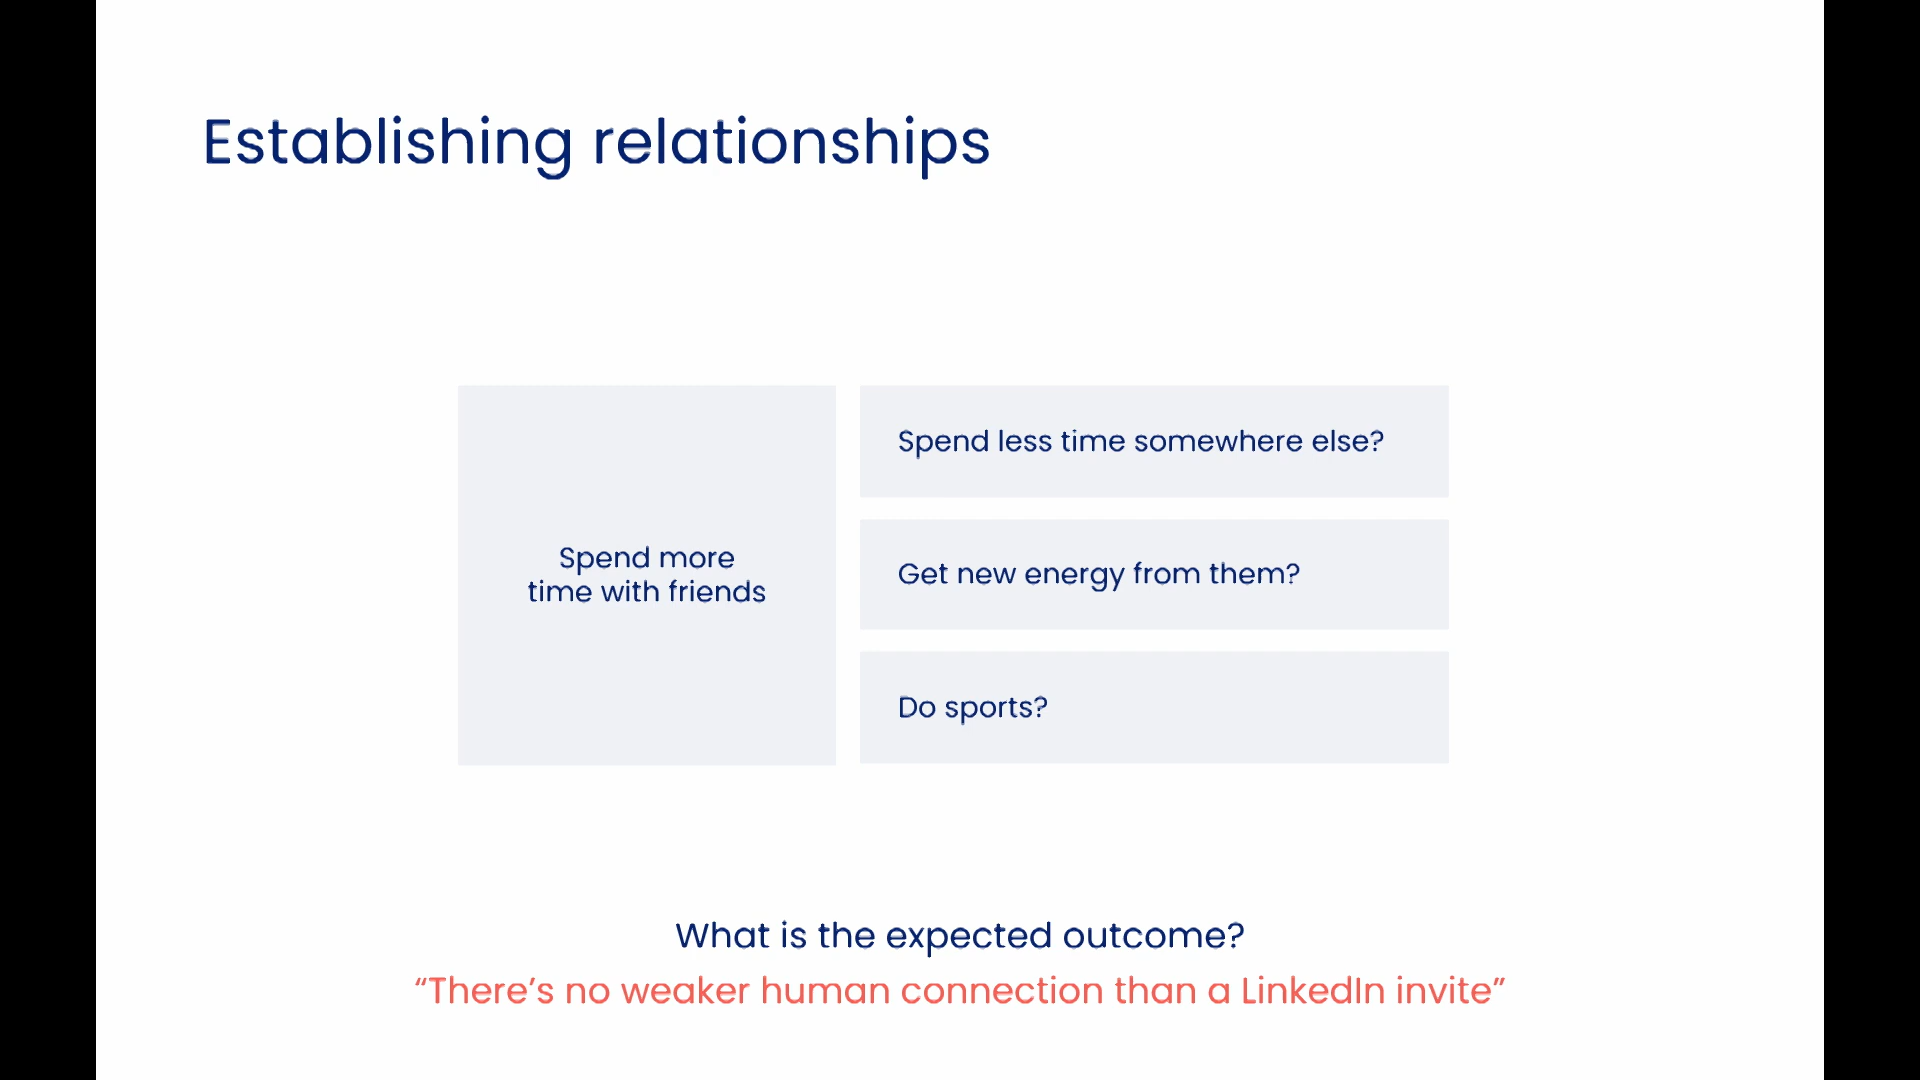 Establishing relationships
Spend more
time with friends
Spend less time somewhere else?
Get new energy from them?
Do sports?
What is the expected outcome?
“There’s no weaker human connection than a LinkedIn invite”